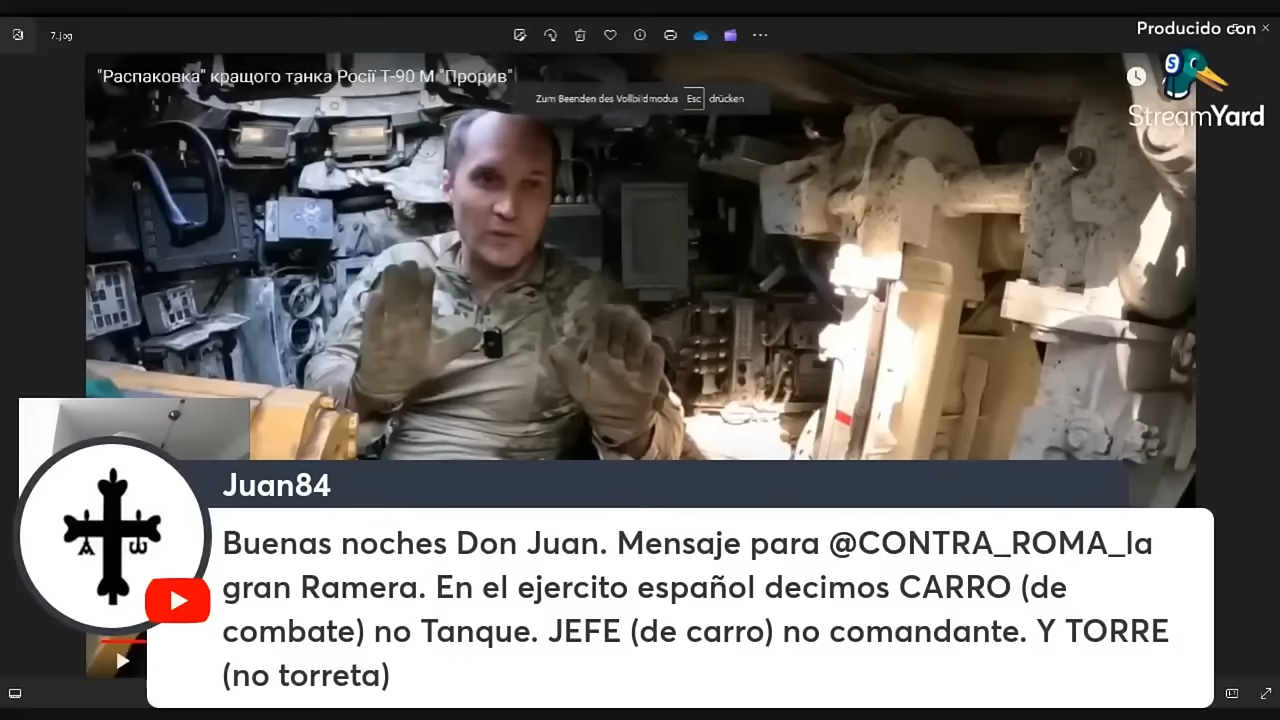 7.jpg
Producido con
"Распаковка" кращого танка Росії Т-90 М "Прорив"
Zum Beenden des Vollbildmodus Esc drücken
StreamYard
Juan84
Buenas noches Don Juan. Mensaje para @CONTRA_ROMA_la
gran Ramera. En el ejercito español decimos CARRO (de
combate) no Tanque. JEFE (de carro) no comandante. Y TORRE
(no torreta)